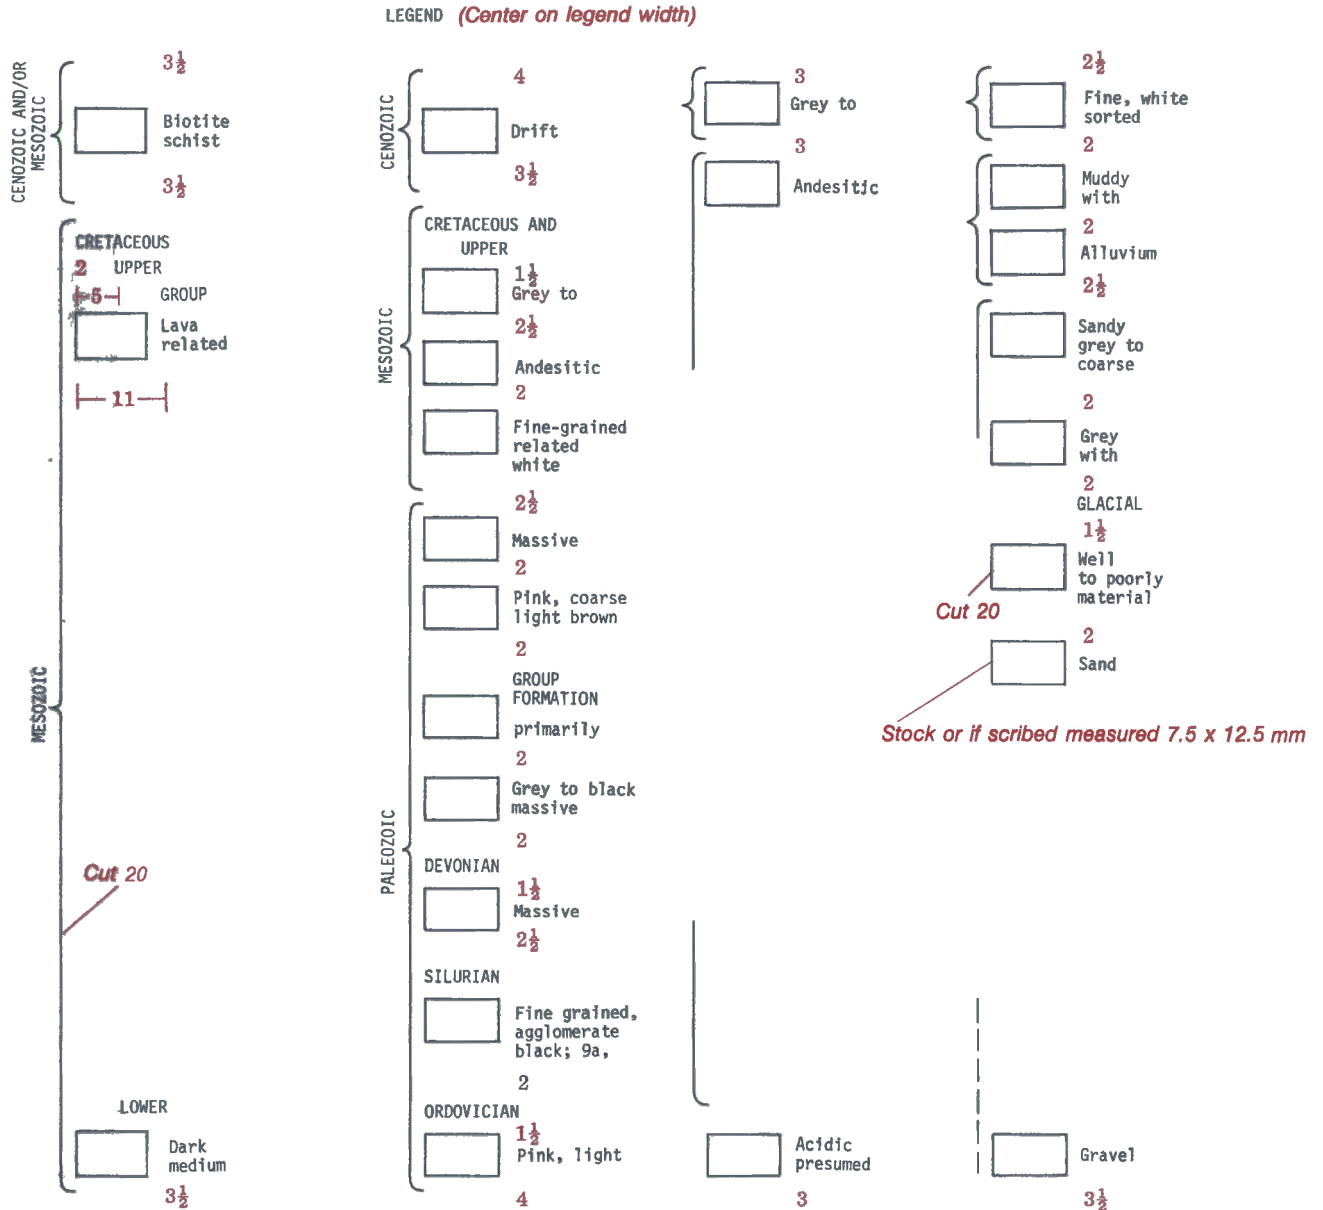 LEGEND (Center on legend width)
CENOZOIC AND/OR
MESOZOIC
3½
Biotite
schist
3½
MESOZOIC
CRETACEOUS
2 UPPER
5 GROUP
Lava
related
11
Cut 20
LOWER
Dark
medium
3½
CENOZOIC
4
Drift
3½
MESOZOIC
CRETACEOUS AND
UPPER
1½
Grey to
2½
Andesitic
2
Fine-grained
related
white
2½
PALEOZOIC
Massive
2
Pink, coarse
light brown
2
GROUP
FORMATION
primarily
2
Grey to black
massive
2
DEVONIAN
1½
Massive
2½
SILURIAN
Fine grained,
agglomerate
black; 9a,
2
ORDOVICIAN
1½
Pink, light
4
3
Grey to
3
Andesitic
Acidic
presumed
3
2½
Fine, white
sorted
2
Muddy
with
2
Alluvium
2½
Sandy
grey to
coarse
2
Grey
with
2
GLACIAL
1½
Well
to poorly
material
Cut 20
2
Sand
Stock or if scribed measured 7.5 x 12.5 mm
Gravel
3½